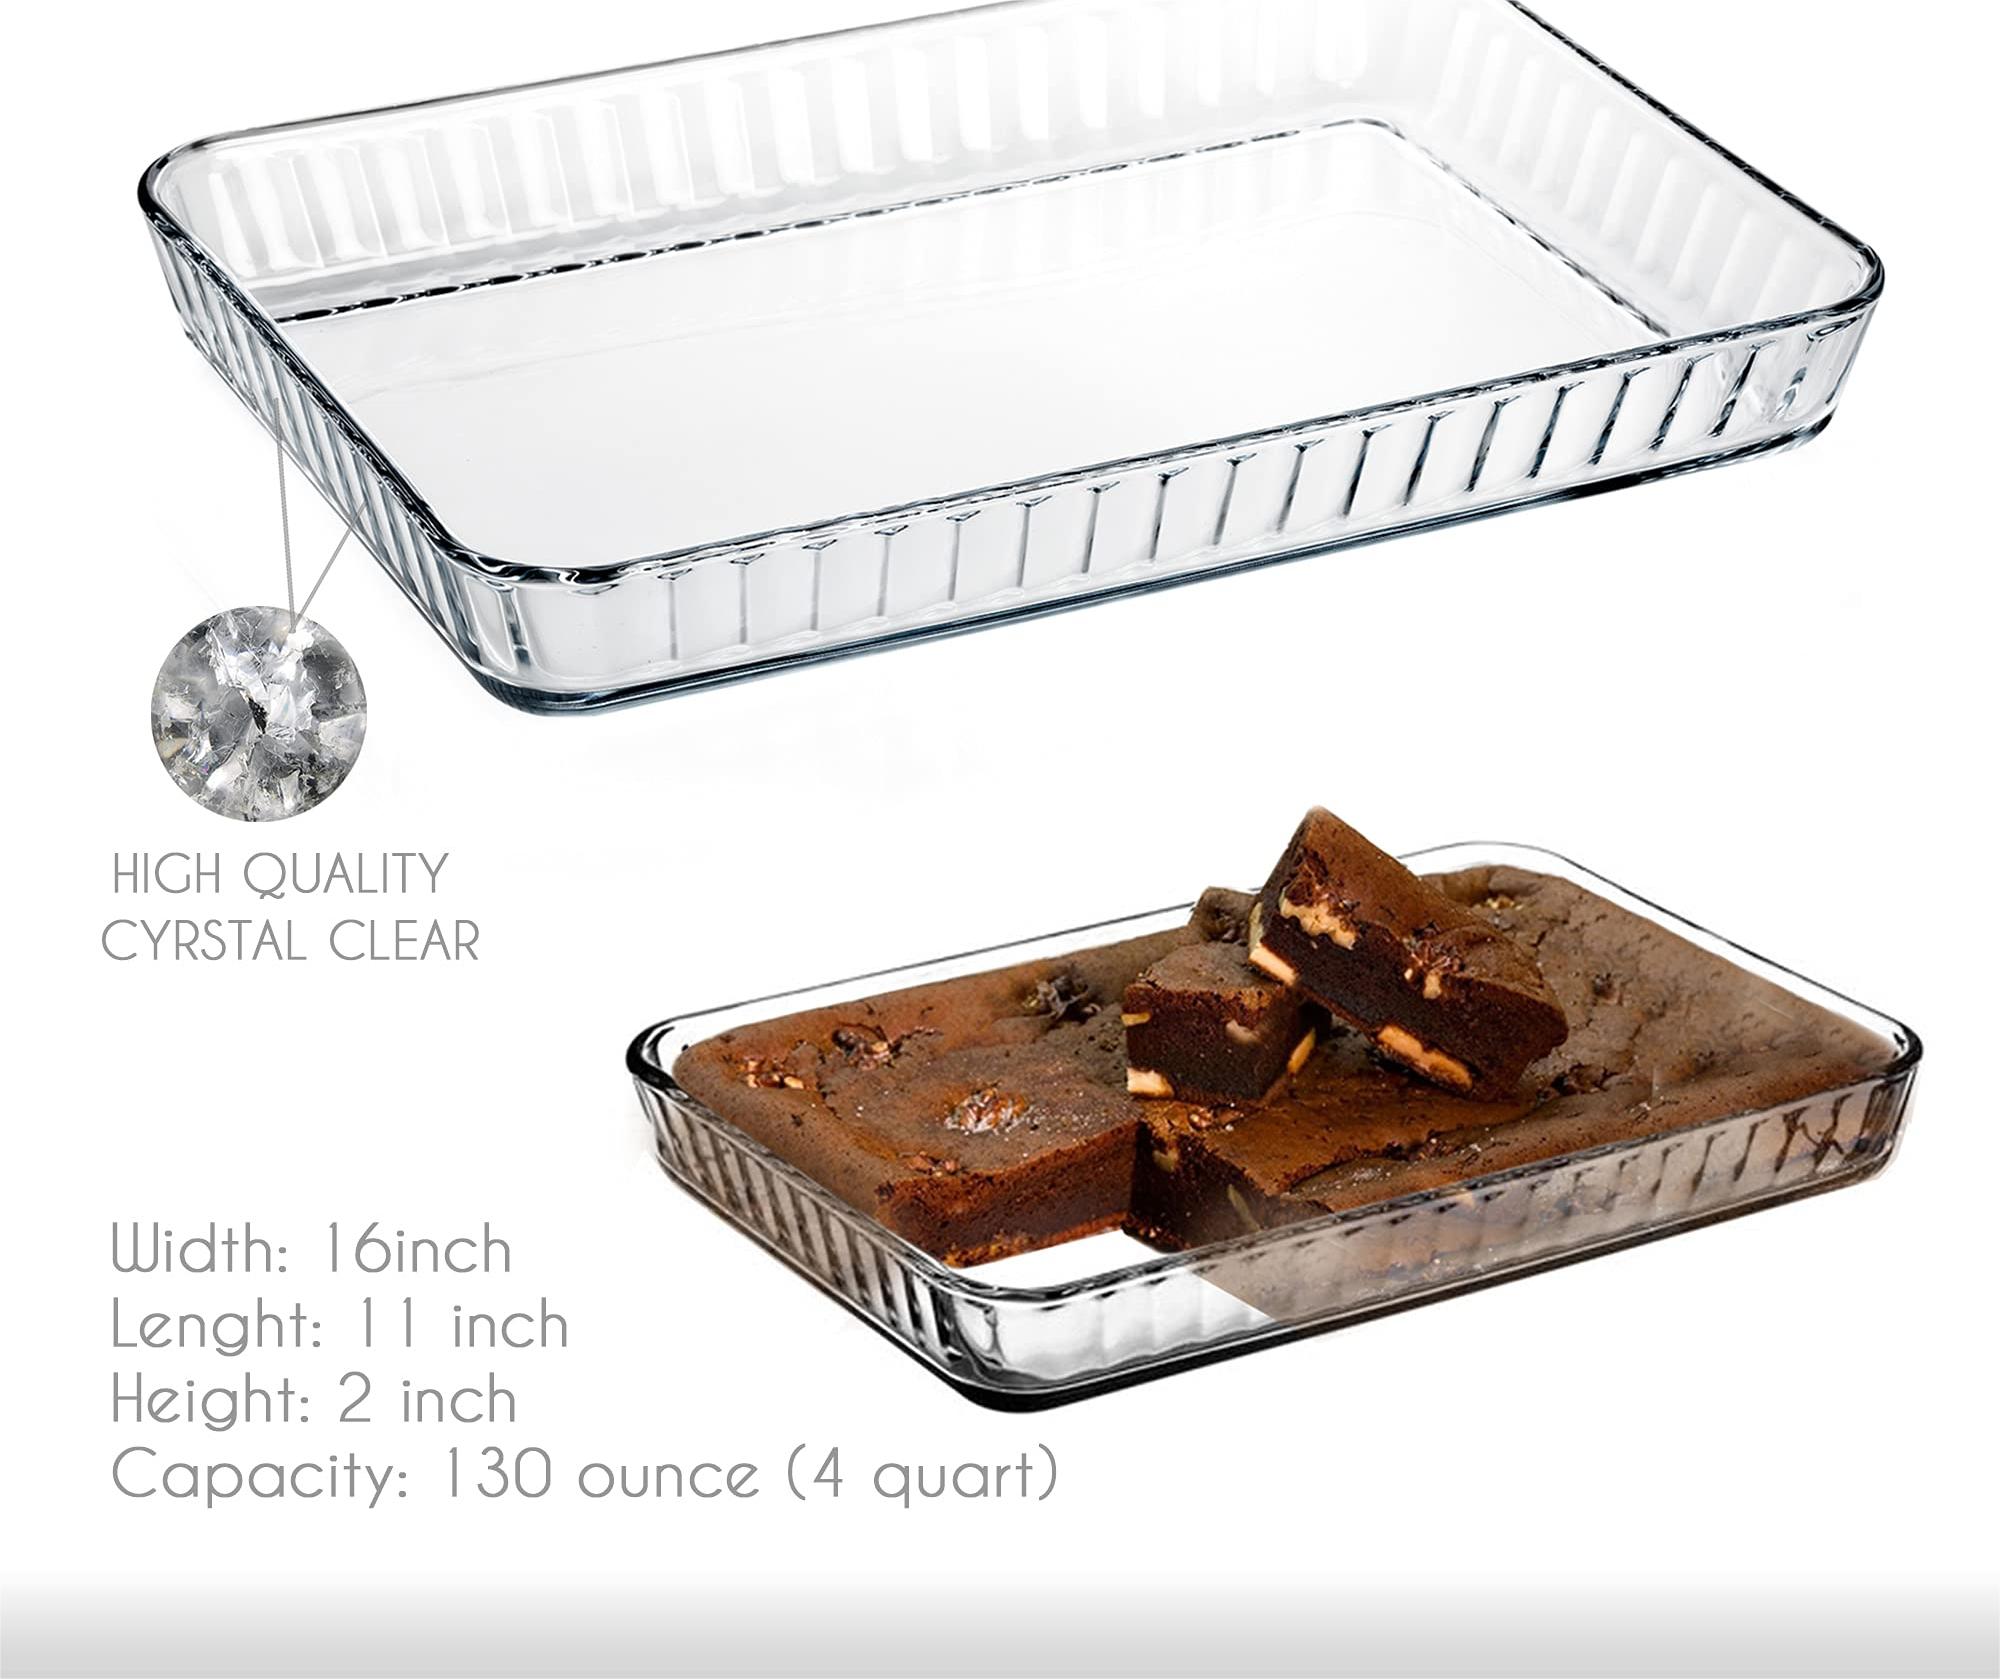 HIGH QUALITY
CYRSTAL CLEAR
Width: 16inch
Lenght: 11 inch
Height: 2 inch
Capacity: 130 ounce (4 quart)